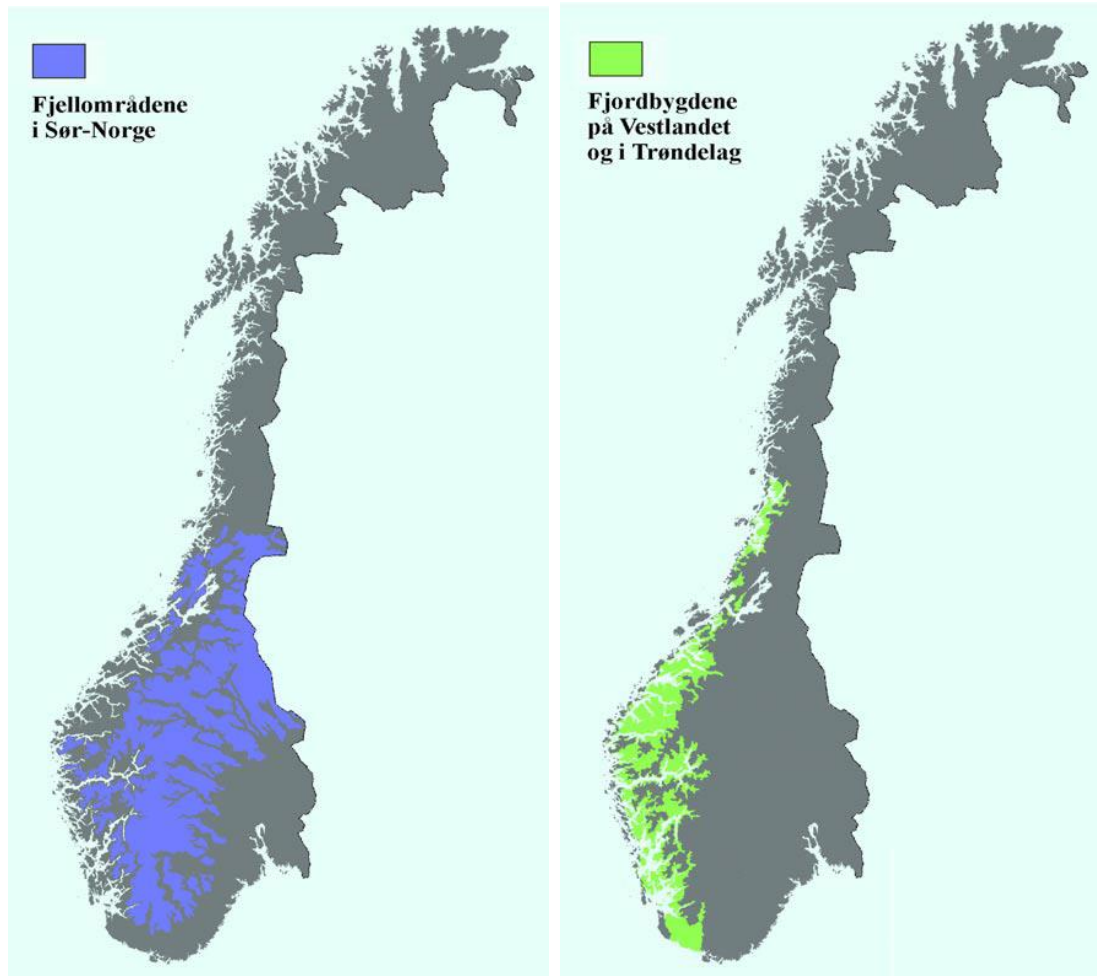 Fjellområdene
i Sør-Norge
Fjordbygdene
på Vestlandet
og i Trøndelag